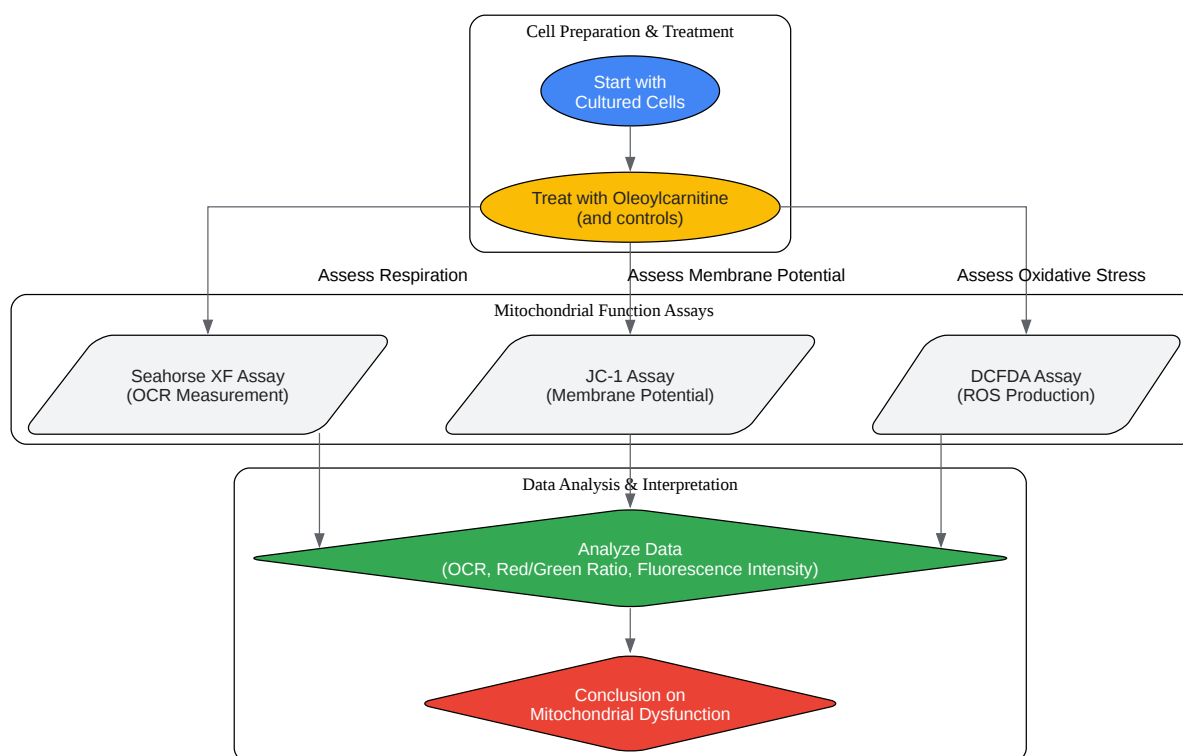 Cell Preparation & Treatment
Start with
Cultured Cells
Treat with Oleoylcarnitine
(and controls)
Assess Respiration
Assess Membrane Potential
Assess Oxidative Stress
Mitochondrial Function Assays
Seahorse XF Assay
(OCR Measurement)
JC-1 Assay
(Membrane Potential)
DCFDA Assay
(ROS Production)
Data Analysis & Interpretation
Analyze Data
(OCR, Red/Green Ratio, Fluorescence Intensity)
Conclusion on
Mitochondrial Dysfunction